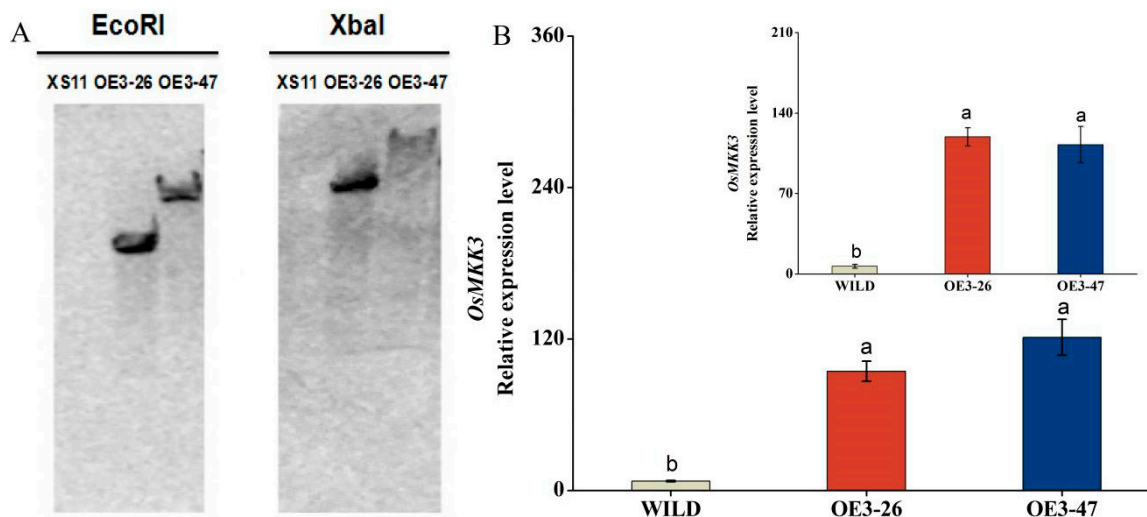 A
EcoRI
XbaI
XS11 OE3-26 OE3-47
XS11 OE3-26 OE3-47
B
OsMKK3
Relative expression level
360
240
120
0
b
a
a
WILD
OE3-26
OE3-47
OsMKK3
Relative expression level
210
140
70
0
b
a
a
WILD
OE3-26
OE3-47